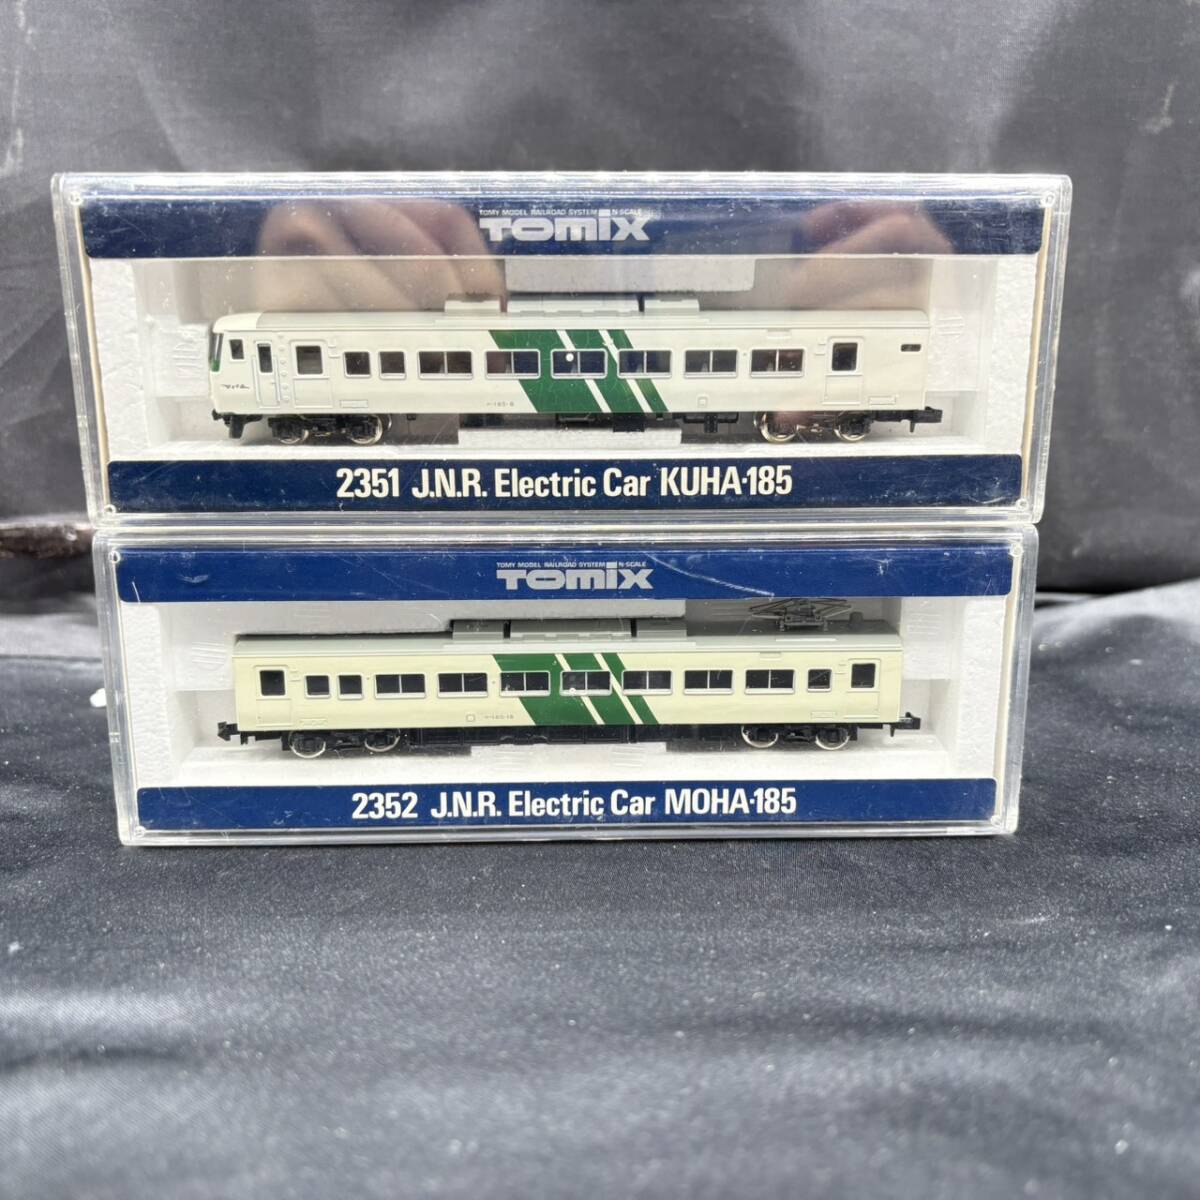 TOMY MODEL RAILROAD SYSTEM N-SCALE
TOMIX
2351 J.N.R. Electric Car KUHA·185
TOMY MODEL RAILROAD SYSTEM N-SCALE
TOMIX
2352 J.N.R. Electric Car MOHA·185